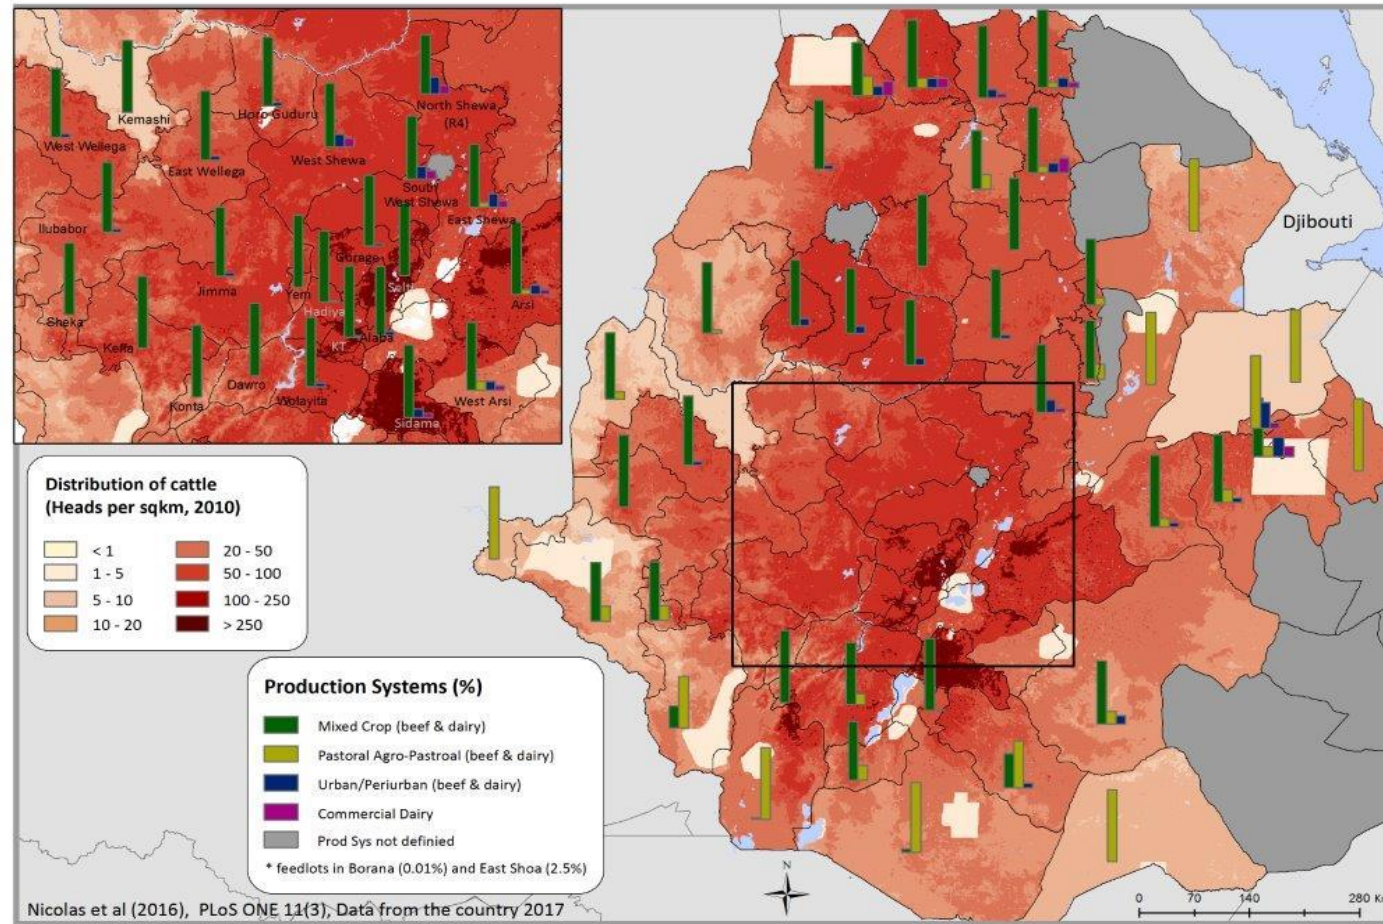 Kemashi
West Wellega
East Wellega
Horo Guduru
West Shewa
North Shewa
(R4)
South
West Shewa
East Shewa
Ilubabor
Jimma
Yem
Gurage
Selti
Hadiya
Arsi
Sheka
Keffa
KT
Alaba
Konta
Dawro
Wolayita
Sidama
West Arsi
Djibouti
Distribution of cattle
(Heads per sqkm, 2010)
< 1
1 - 5
5 - 10
10 - 20
20 - 50
50 - 100
100 - 250
> 250
Production Systems (%)
Mixed Crop (beef & dairy)
Pastoral Agro-Pastroal (beef & dairy)
Urban/Periurban (beef & dairy)
Commercial Dairy
Prod Sys not definied
* feedlots in Borana (0.01%) and East Shoa (2.5%)
Nicolas et al (2016), PLoS ONE 11(3), Data from the country 2017
N
0 70 140 280